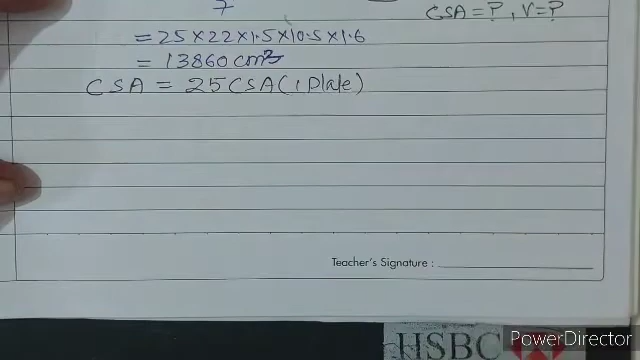 7
CSA = ?, V = ?
= 25 × 22 × 1.5 × 10.5 × 1.6
= 13860 cm³
CSA = 25 CSA (1 Plate)
Teacher's Signature :
HSBC
PowerDirector